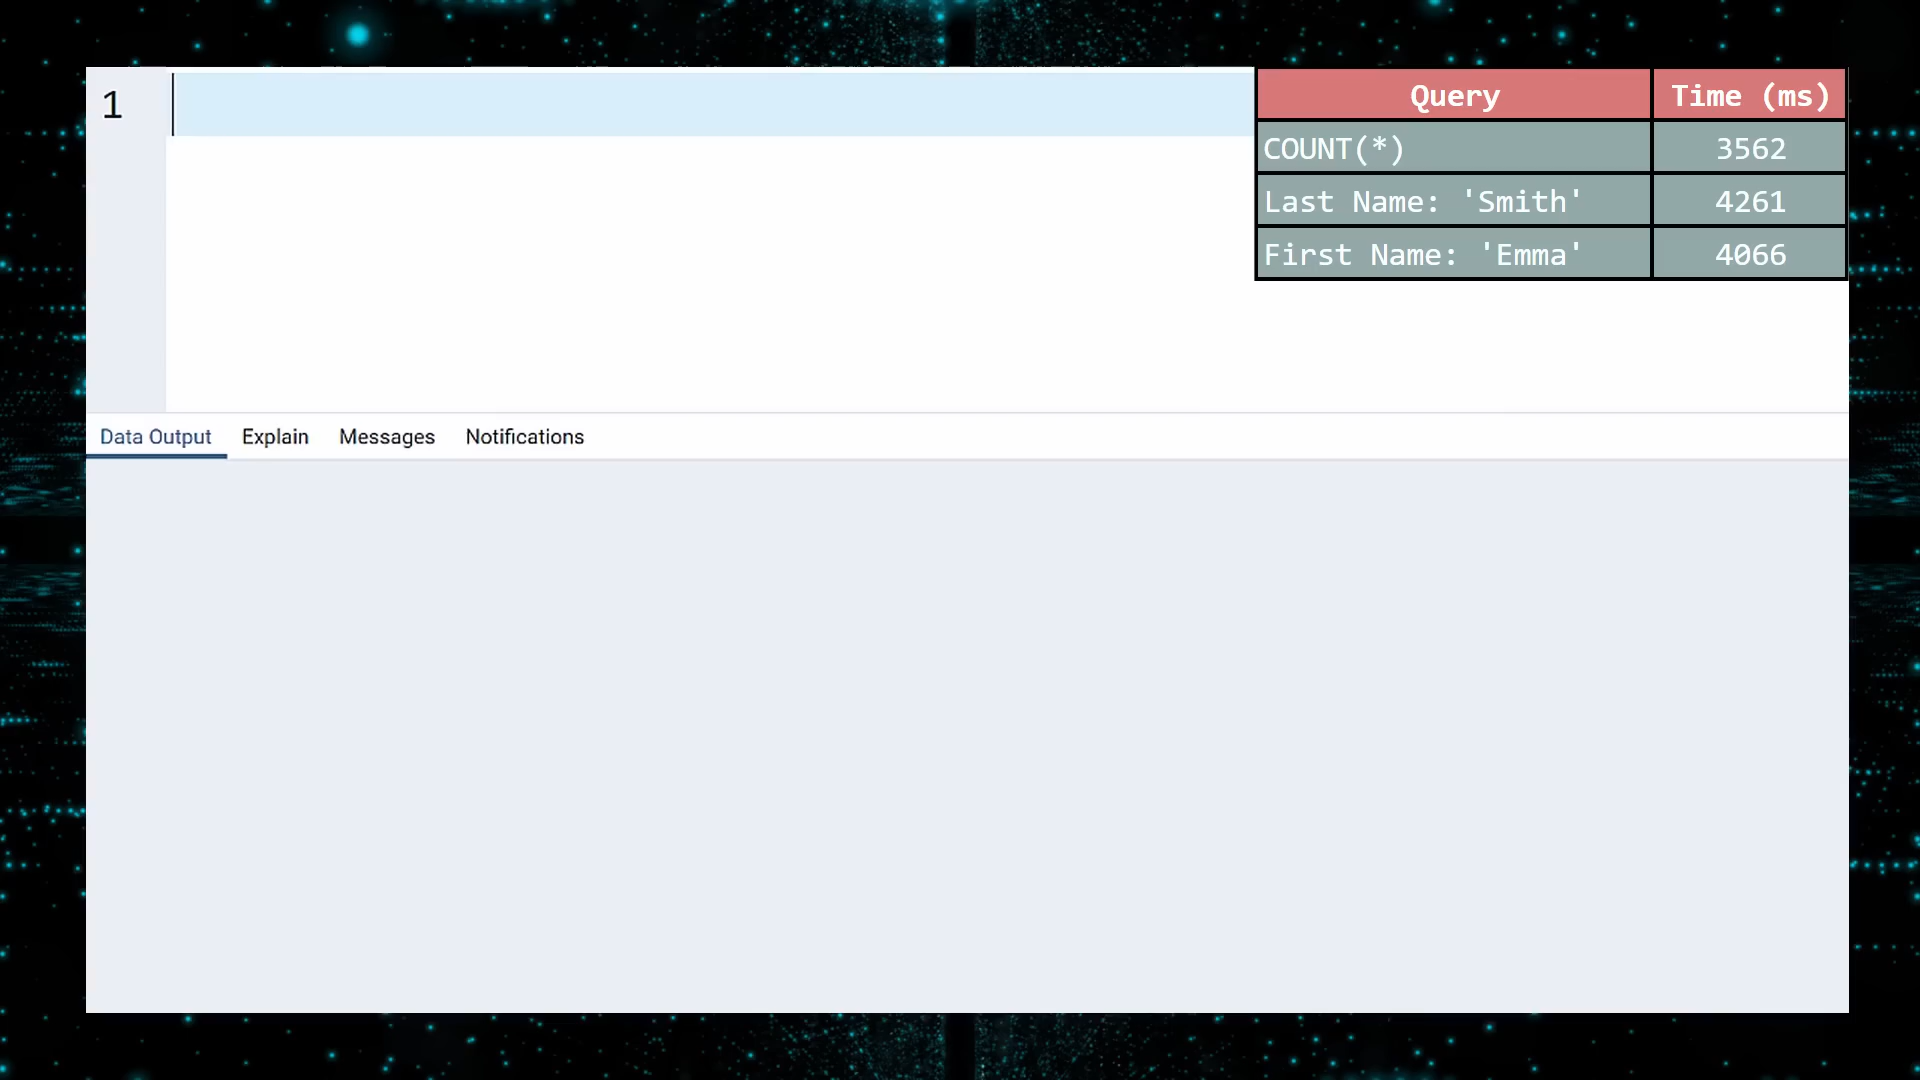 1
Query Time (ms)
COUNT(*) 3562
Last Name: 'Smith' 4261
First Name: 'Emma' 4066
Data Output Explain Messages Notifications